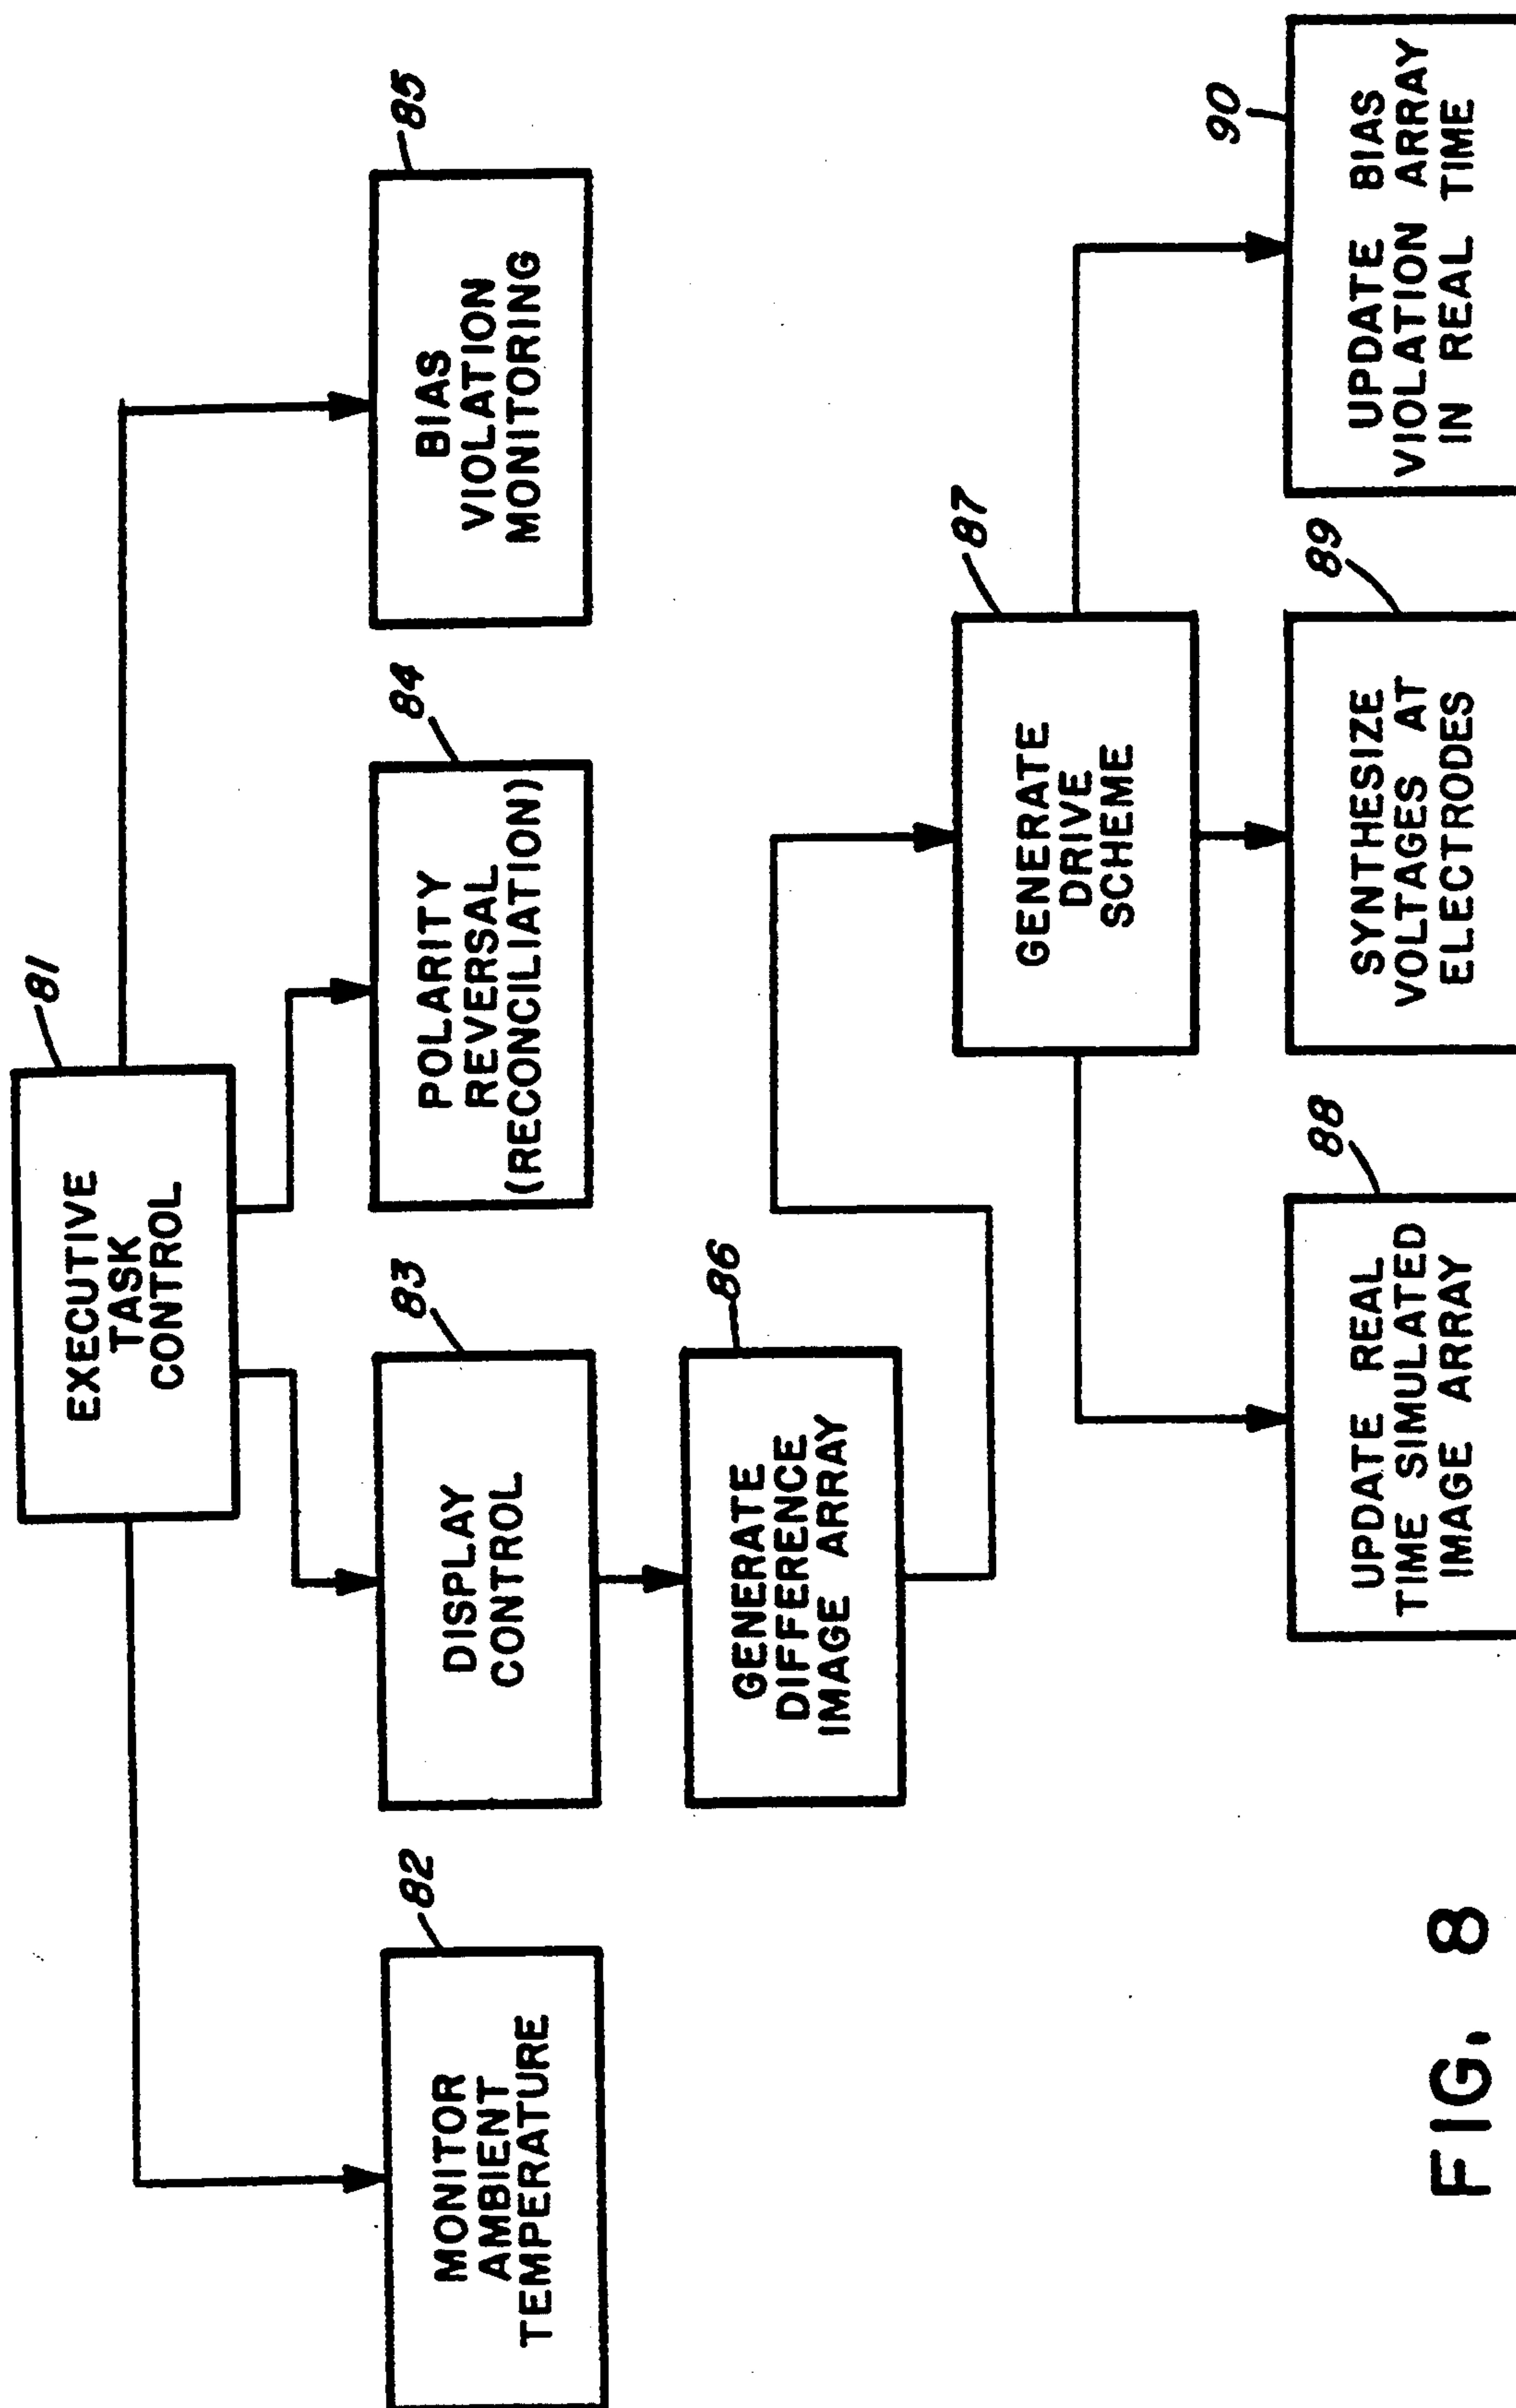 81
EXECUTIVE
TASK
CONTROL
82
MONITOR
AMBIENT
TEMPERATURE
83
DISPLAY
CONTROL
84
POLARITY
REVERSAL
(RECONCILIATION)
85
BIAS
VIOLATION
MONITORING
86
GENERATE
DIFFERENCE
IMAGE ARRAY
87
GENERATE
DRIVE
SCHEME
88
UPDATE REAL
TIME SIMULATED
IMAGE ARRAY
89
SYNTHESIZE
VOLTAGES AT
ELECTRODES
90
UPDATE BIAS
VIOLATION ARRAY
IN REAL TIME
FIG. 8